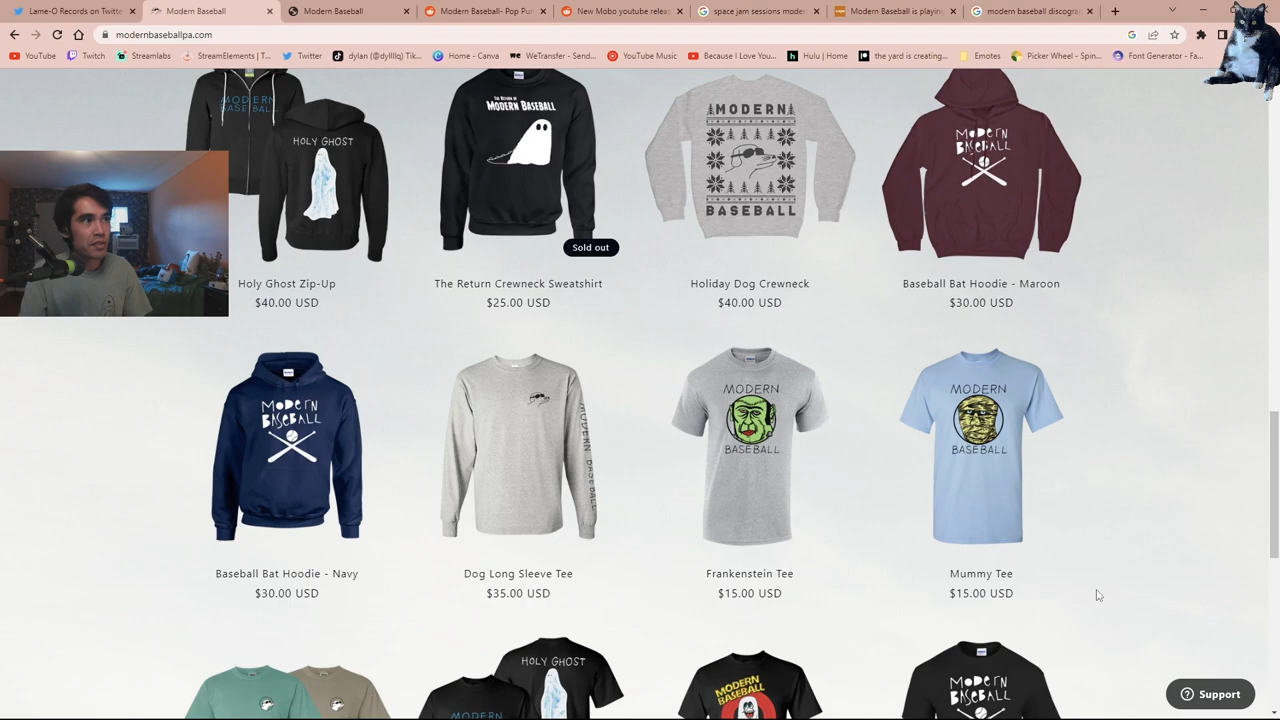 Lame-O Records on Twitte
Modern Baseball
Modern Baseball
Modern Baseball- Pop Pu
New Mobo youtube relea
space jam sessions mode
Modern Baseball is playin
modern baseball discogra
modernbaseballpa.com
YouTube
Twitch
Streamlabs
StreamElements | T...
Twitter
dylan (@dylllq) Tik...
Home - Canva
WeTransfer - Send...
YouTube Music
Because I Love You...
Hulu | Home
the yard is creating...
Emotes
Picker Wheel - Spin...
Font Generator - Fa...
MODERN
BASEBALL
HOLY GHOST
THE RETURN OF
MODERN BASEBALL
MODERN
BASEBALL
MODERN
BASEBALL
Sold out
Holy Ghost Zip-Up
$40.00 USD
The Return Crewneck Sweatshirt
$25.00 USD
Holiday Dog Crewneck
$40.00 USD
Baseball Bat Hoodie - Maroon
$30.00 USD
MODERN
BASEBALL
MODERN BASEBALL
MODERN
BASEBALL
MODERN
BASEBALL
Baseball Bat Hoodie - Navy
$30.00 USD
Dog Long Sleeve Tee
$35.00 USD
Frankenstein Tee
$15.00 USD
Mummy Tee
$15.00 USD
HOLY GHOST
MODERN
MODERN
BASEBALL
MODERN
BASEBALL
Support